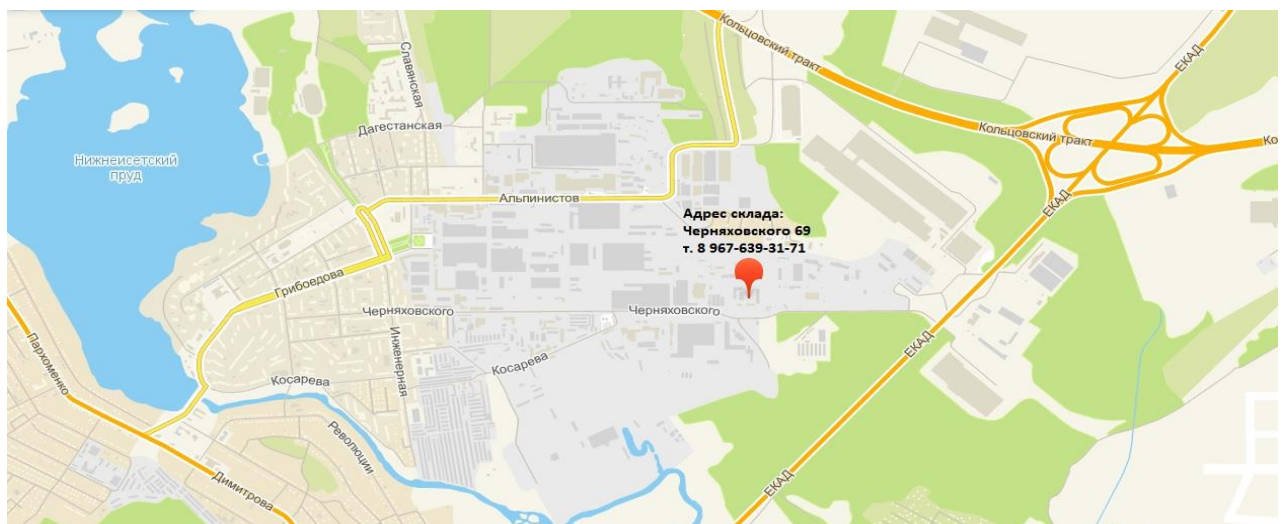 Кольцовский тракт
ЕКАД
Славянская
Дагестанская
Кольцовский тракт
Ко
Нижнеисетский
пруд
Альпинистов
ЕКАД
Адрес склада:
Черняховского 69
т. 8 967-639-31-71
Грибоедова
Черняховского
Черняховского
Инженерная
ЕКАД
Пархоменко
Косарева
Косарева
Революции
Димитрова
ЕКАД